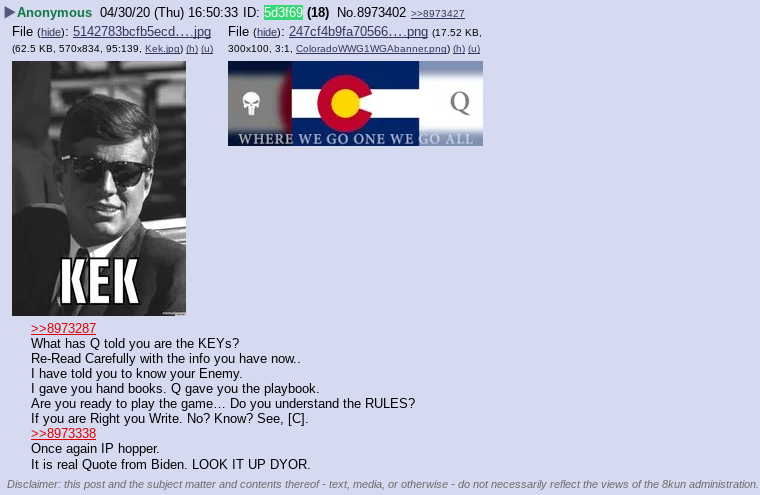 Anonymous 04/30/20 (Thu) 16:50:33 ID: 5d3f69 (18) No.8973402 >>8973427
File (hide): 5142783bcfb5ecd….jpg
(62.5 KB, 570x834, 95:139, Kek.jpg) (h) (u)
File (hide): 247cf4b9fa70566….png (17.52 KB,
300x100, 3:1, ColoradoWWG1WGAbanner.png) (h) (u)
Q
WHERE WE GO ONE WE GO ALL
KEK
>>8973287
What has Q told you are the KEYs?
Re-Read Carefully with the info you have now..
I have told you to know your Enemy.
I gave you hand books. Q gave you the playbook.
Are you ready to play the game… Do you understand the RULES?
If you are Right you Write. No? Know? See, [C].
>>8973338
Once again IP hopper.
It is real Quote from Biden. LOOK IT UP DYOR.
Disclaimer: this post and the subject matter and contents thereof - text, media, or otherwise - do not necessarily reflect the views of the 8kun administration.